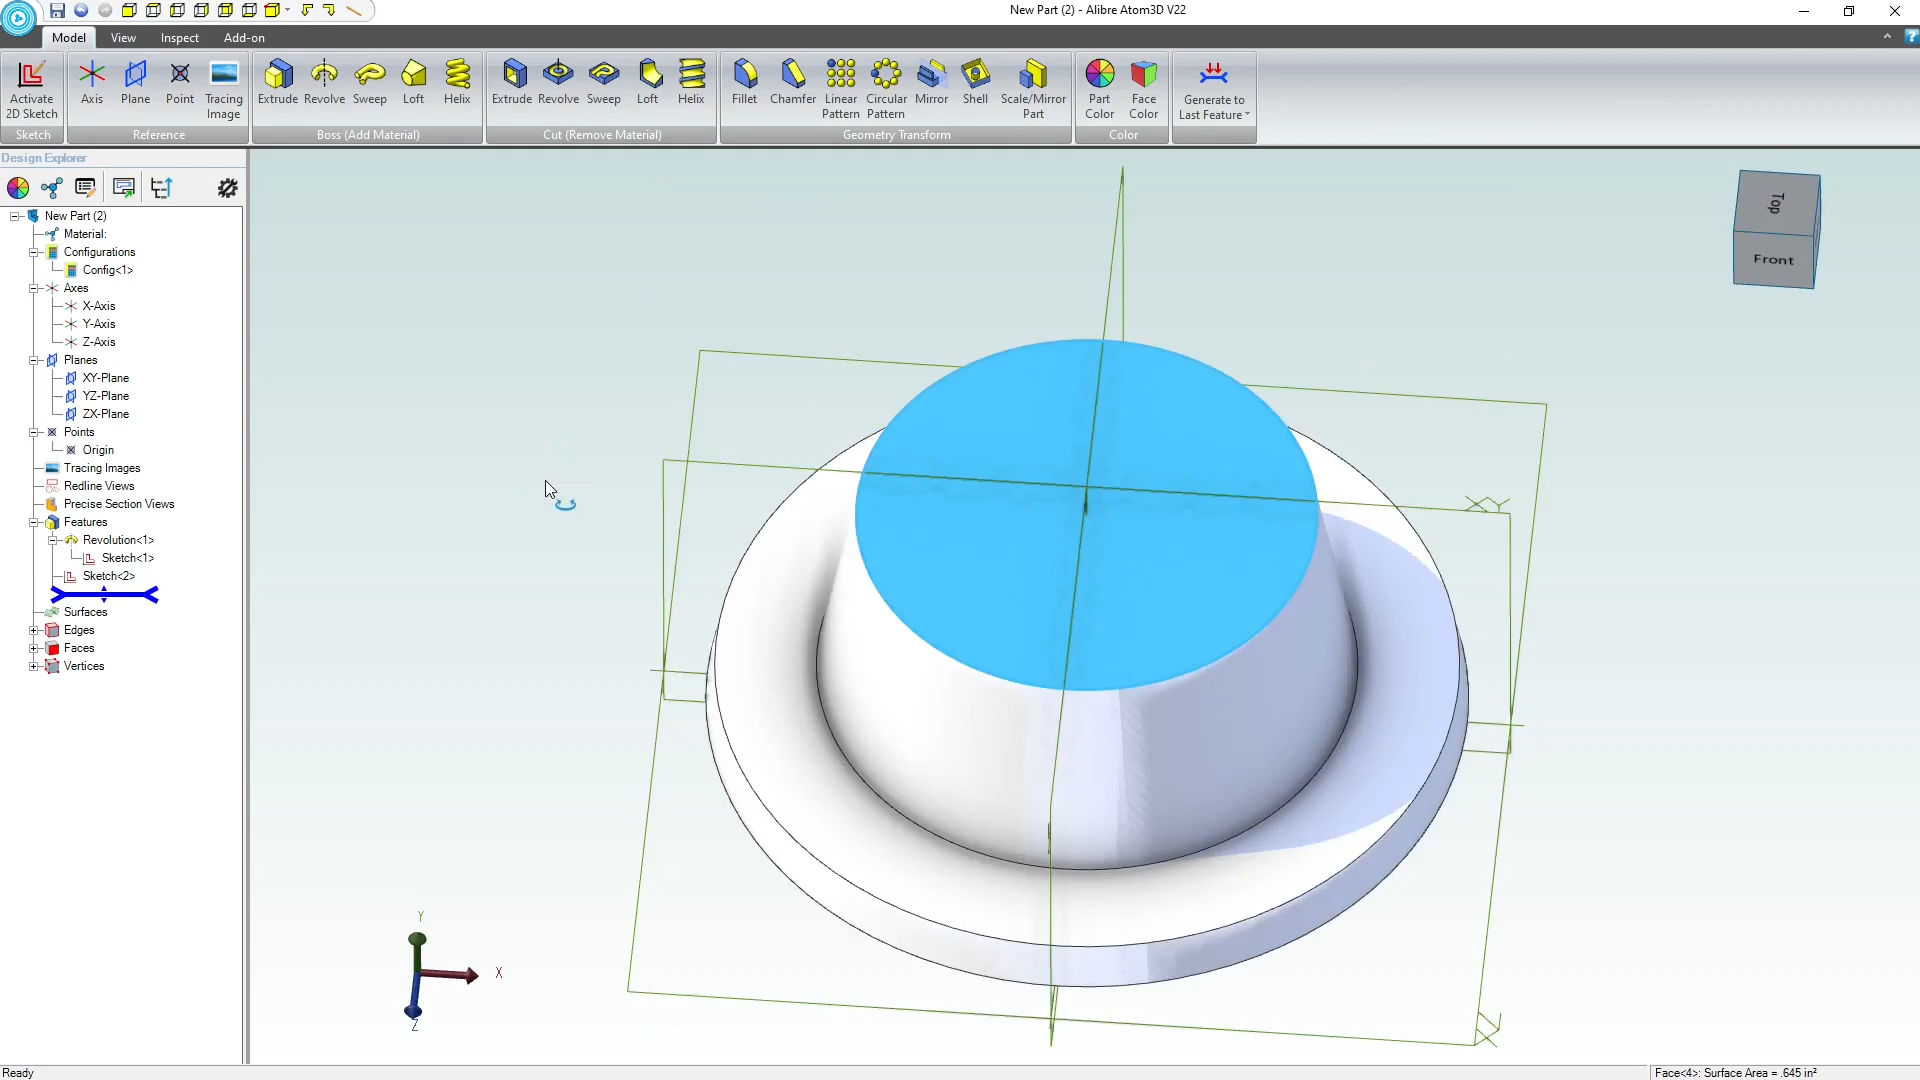 New Part (2) - Alibre Atom3D V22
Model View Inspect Add-on
Activate 2D Sketch
Axis Plane Point Tracing Image
Extrude Revolve Sweep Loft Helix
Extrude Revolve Sweep Loft Helix
Fillet Chamfer Linear Pattern Circular Pattern Mirror Shell Scale/Mirror Part
Part Color Face Color
Generate to Last Feature
Sketch Reference Boss (Add Material) Cut (Remove Material) Geometry Transform Color
Design Explorer
New Part (2)
Material:
Configurations
Config<1>
Axes
X-Axis
Y-Axis
Z-Axis
Planes
XY-Plane
YZ-Plane
ZX-Plane
Points
Origin
Tracing Images
Redline Views
Precise Section Views
Features
Revolution<1>
Sketch<1>
Sketch<2>
Surfaces
Edges
Faces
Vertices
Top
Front
XY
Y
X
Z
Ready
Face<4>: Surface Area = .645 in²